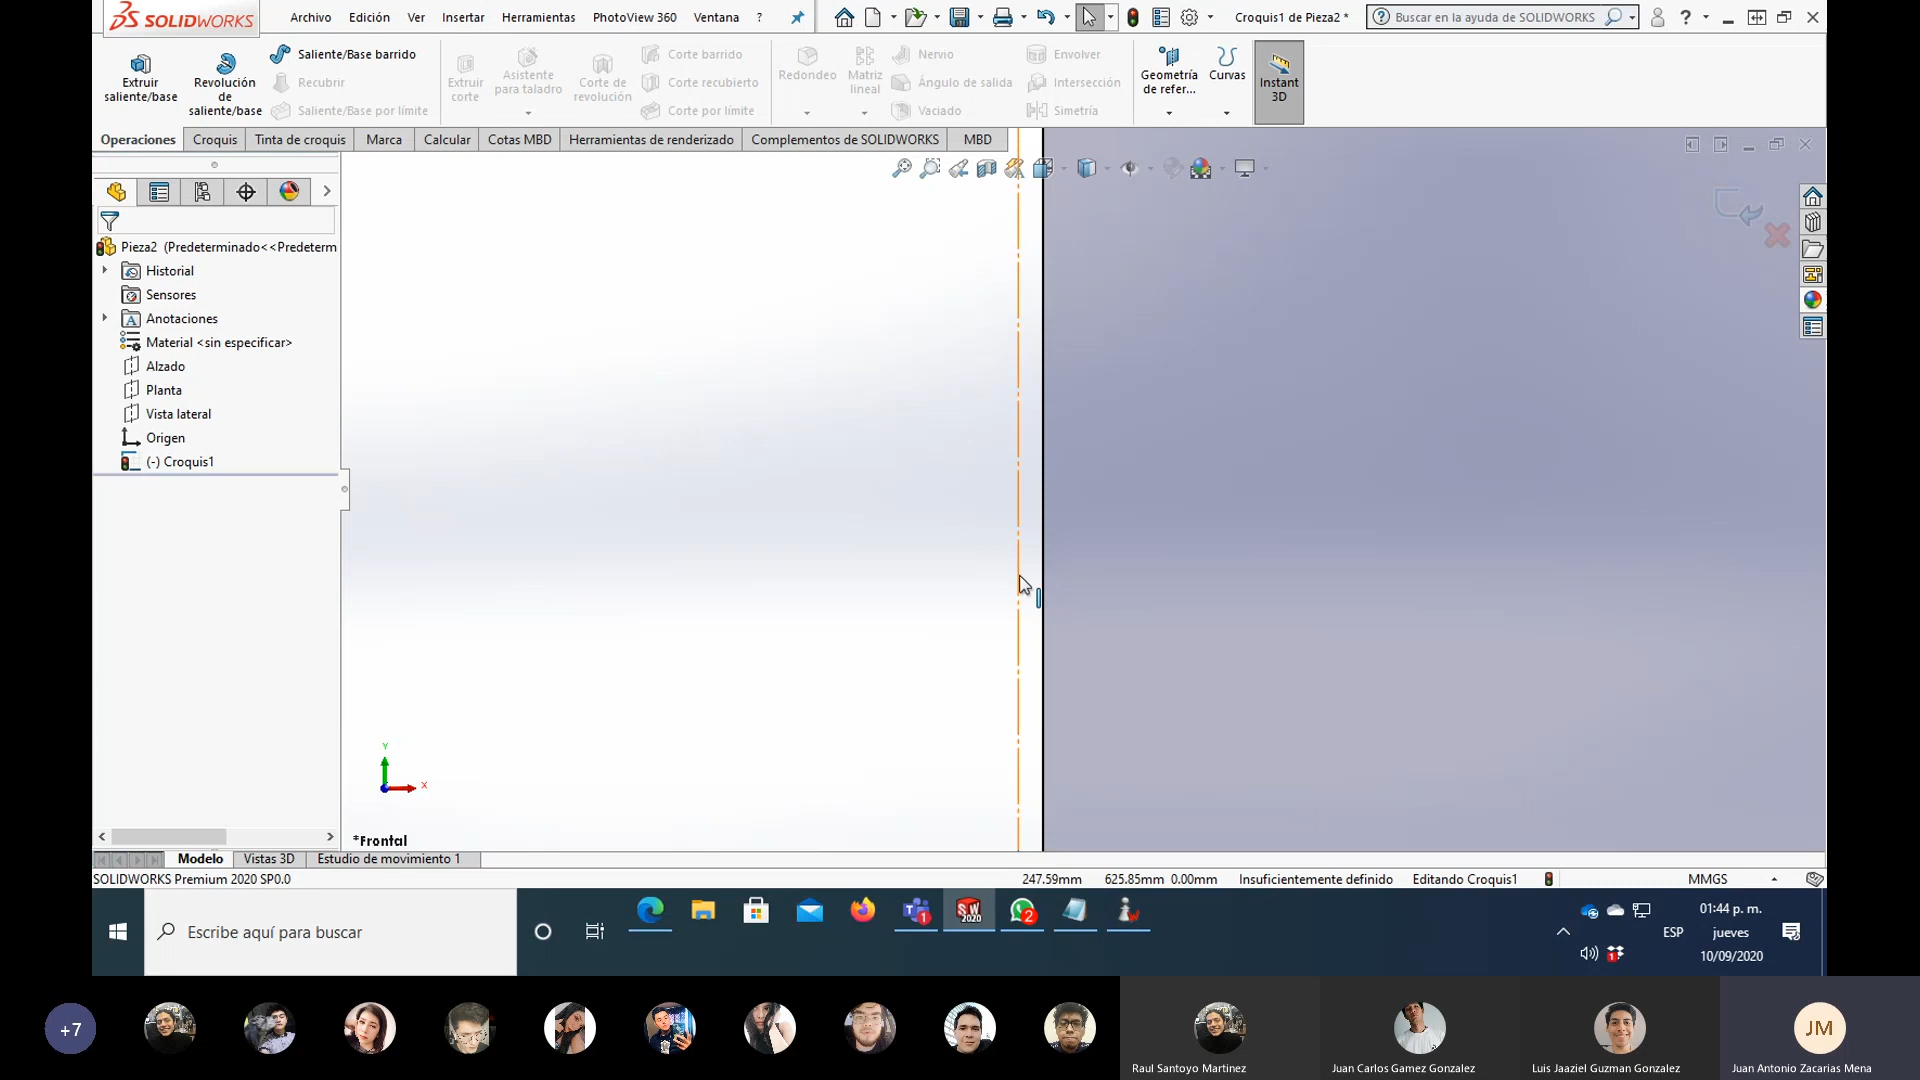 SOLIDWORKS
Archivo Edición Ver Insertar Herramientas PhotoView 360 Ventana ?
Croquis1 de Pieza2 *
Buscar en la ayuda de SOLIDWORKS
?
Extruir saliente/base
Revolución de saliente/base
Saliente/Base barrido
Recubrir
Saliente/Base por límite
Extruir corte
Asistente para taladro
Corte de revolución
Corte barrido
Corte recubierto
Corte por límite
Redondeo
Matriz lineal
Nervio
Ángulo de salida
Vaciado
Envolver
Intersección
Simetría
Geometría de refer...
Curvas
Instant 3D
Operaciones Croquis Tinta de croquis Marca Calcular Cotas MBD Herramientas de renderizado Complementos de SOLIDWORKS MBD
Pieza2 (Predeterminado<<Predeterm
Historial
Sensores
Anotaciones
Material <sin especificar>
Alzado
Planta
Vista lateral
Origen
(-) Croquis1
Y
X
*Frontal
Modelo Vistas 3D Estudio de movimiento 1
SOLIDWORKS Premium 2020 SP0.0
247.59mm 625.85mm 0.00mm Insuficientemente definido Editando Croquis1 MMGS
Escribe aquí para buscar
1
SW 2020
2
ESP
1
01:44 p. m.
jueves
10/09/2020
+7
JM
Raul Santoyo Martinez
Juan Carlos Gamez Gonzalez
Luis Jaaziel Guzman Gonzalez
Juan Antonio Zacarias Mena